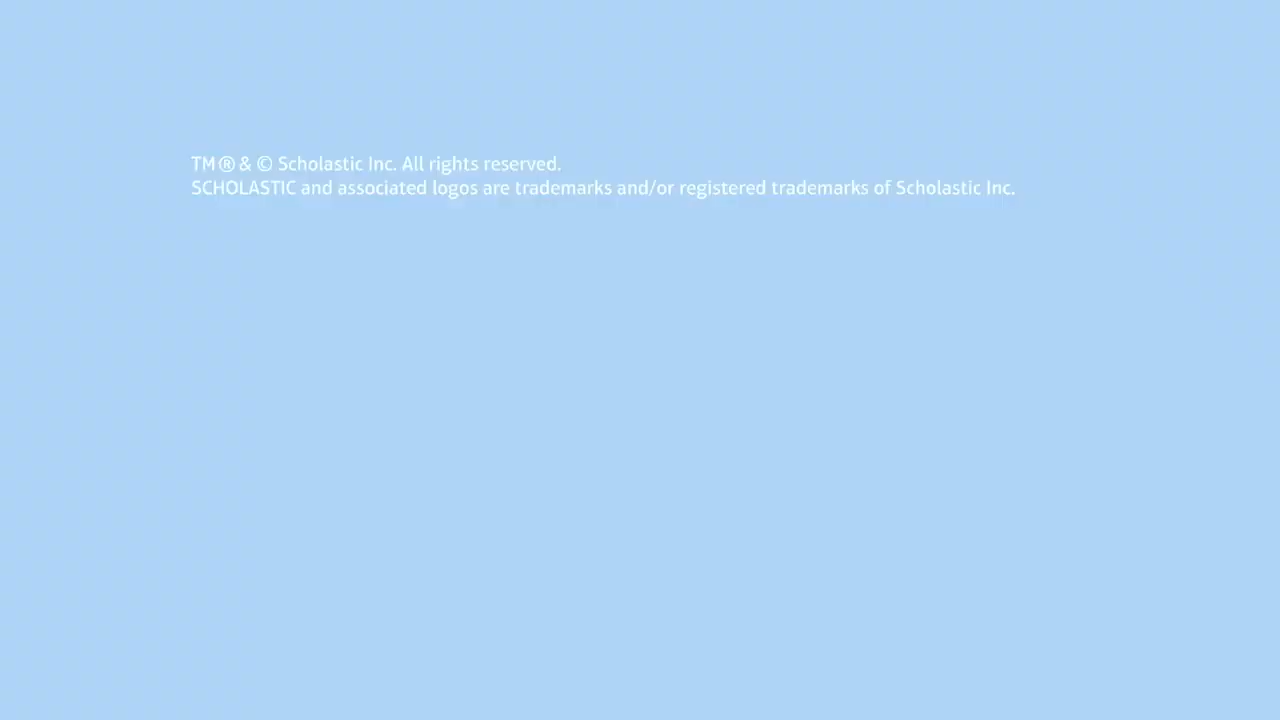 TM ® & © Scholastic Inc. All rights reserved.
SCHOLASTIC and associated logos are trademarks and/or registered trademarks of Scholastic Inc.